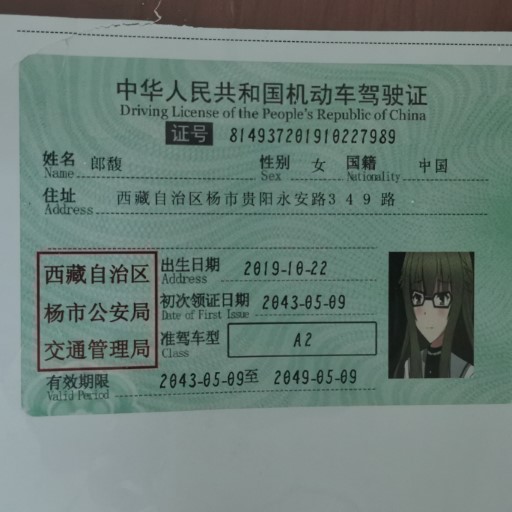 中华人民共和国机动车驾驶证
Driving License of the People's Republic of China
证号 814937201910227989
姓名 郎馥 性别 女 国籍 中国
Name Sex Nationality
住址 西藏自治区杨市贵阳永安路349路
Address
西藏自治区
杨市公安局
交通管理局
出生日期 2019-10-22
Address
初次领证日期 2043-05-09
Date of First Issue
准驾车型 A2
Class
有效期限 2043-05-09至 2049-05-09
Valid Period